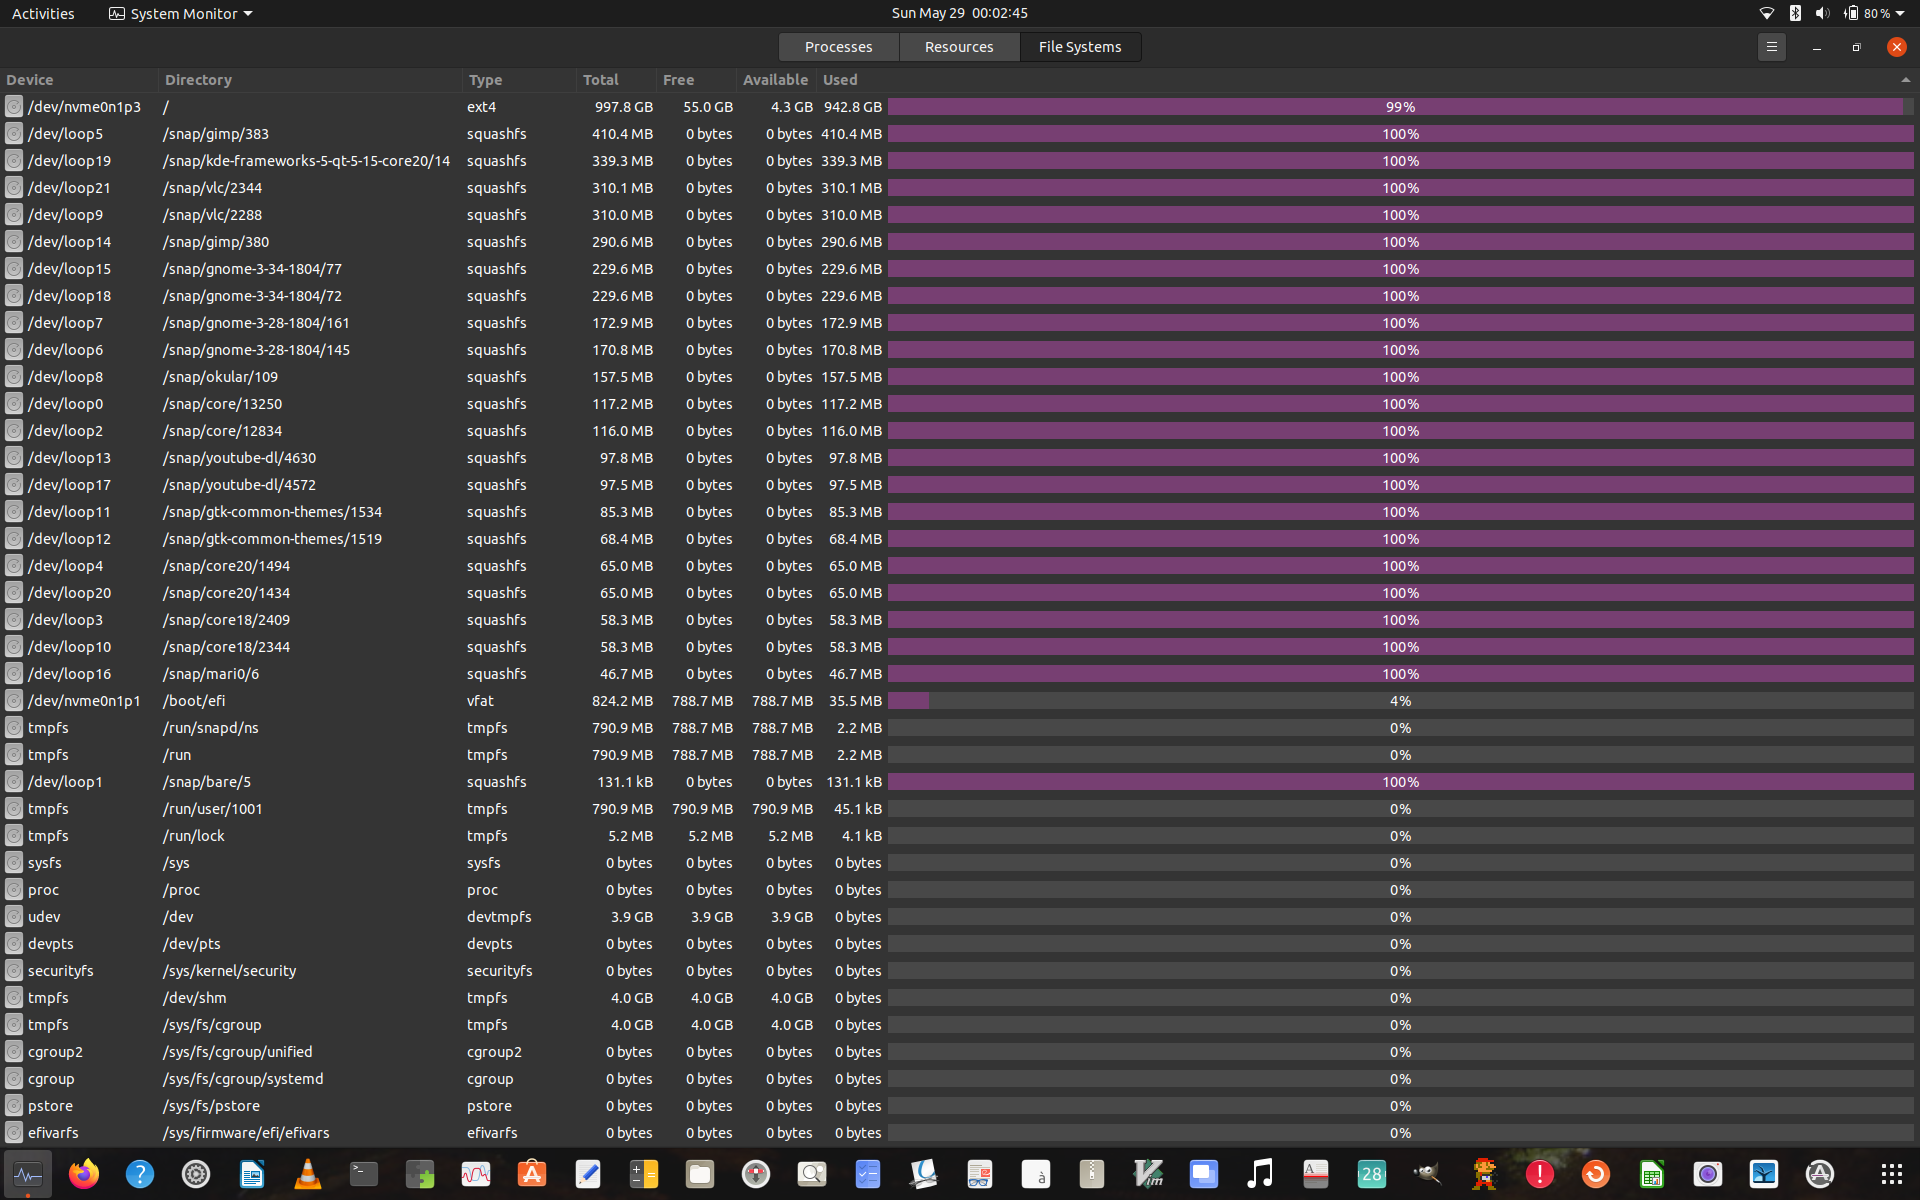 Activities System Monitor Sun May 29 00:02:45 80 %
Processes Resources File Systems
Device Directory Type Total Free Available Used
/dev/nvme0n1p3 / ext4 997.8 GB 55.0 GB 4.3 GB 942.8 GB 99%
/dev/loop5 /snap/gimp/383 squashfs 410.4 MB 0 bytes 0 bytes 410.4 MB 100%
/dev/loop19 /snap/kde-frameworks-5-qt-5-15-core20/14 squashfs 339.3 MB 0 bytes 0 bytes 339.3 MB 100%
/dev/loop21 /snap/vlc/2344 squashfs 310.1 MB 0 bytes 0 bytes 310.1 MB 100%
/dev/loop9 /snap/vlc/2288 squashfs 310.0 MB 0 bytes 0 bytes 310.0 MB 100%
/dev/loop14 /snap/gimp/380 squashfs 290.6 MB 0 bytes 0 bytes 290.6 MB 100%
/dev/loop15 /snap/gnome-3-34-1804/77 squashfs 229.6 MB 0 bytes 0 bytes 229.6 MB 100%
/dev/loop18 /snap/gnome-3-34-1804/72 squashfs 229.6 MB 0 bytes 0 bytes 229.6 MB 100%
/dev/loop7 /snap/gnome-3-28-1804/161 squashfs 172.9 MB 0 bytes 0 bytes 172.9 MB 100%
/dev/loop6 /snap/gnome-3-28-1804/145 squashfs 170.8 MB 0 bytes 0 bytes 170.8 MB 100%
/dev/loop8 /snap/okular/109 squashfs 157.5 MB 0 bytes 0 bytes 157.5 MB 100%
/dev/loop0 /snap/core/13250 squashfs 117.2 MB 0 bytes 0 bytes 117.2 MB 100%
/dev/loop2 /snap/core/12834 squashfs 116.0 MB 0 bytes 0 bytes 116.0 MB 100%
/dev/loop13 /snap/youtube-dl/4630 squashfs 97.8 MB 0 bytes 0 bytes 97.8 MB 100%
/dev/loop17 /snap/youtube-dl/4572 squashfs 97.5 MB 0 bytes 0 bytes 97.5 MB 100%
/dev/loop11 /snap/gtk-common-themes/1534 squashfs 85.3 MB 0 bytes 0 bytes 85.3 MB 100%
/dev/loop12 /snap/gtk-common-themes/1519 squashfs 68.4 MB 0 bytes 0 bytes 68.4 MB 100%
/dev/loop4 /snap/core20/1494 squashfs 65.0 MB 0 bytes 0 bytes 65.0 MB 100%
/dev/loop20 /snap/core20/1434 squashfs 65.0 MB 0 bytes 0 bytes 65.0 MB 100%
/dev/loop3 /snap/core18/2409 squashfs 58.3 MB 0 bytes 0 bytes 58.3 MB 100%
/dev/loop10 /snap/core18/2344 squashfs 58.3 MB 0 bytes 0 bytes 58.3 MB 100%
/dev/loop16 /snap/mari0/6 squashfs 46.7 MB 0 bytes 0 bytes 46.7 MB 100%
/dev/nvme0n1p1 /boot/efi vfat 824.2 MB 788.7 MB 788.7 MB 35.5 MB 4%
tmpfs /run/snapd/ns tmpfs 790.9 MB 788.7 MB 788.7 MB 2.2 MB 0%
tmpfs /run tmpfs 790.9 MB 788.7 MB 788.7 MB 2.2 MB 0%
/dev/loop1 /snap/bare/5 squashfs 131.1 kB 0 bytes 0 bytes 131.1 kB 100%
tmpfs /run/user/1001 tmpfs 790.9 MB 790.9 MB 790.9 MB 45.1 kB 0%
tmpfs /run/lock tmpfs 5.2 MB 5.2 MB 5.2 MB 4.1 kB 0%
sysfs /sys sysfs 0 bytes 0 bytes 0 bytes 0 bytes 0%
proc /proc proc 0 bytes 0 bytes 0 bytes 0 bytes 0%
udev /dev devtmpfs 3.9 GB 3.9 GB 3.9 GB 0 bytes 0%
devpts /dev/pts devpts 0 bytes 0 bytes 0 bytes 0 bytes 0%
securityfs /sys/kernel/security securityfs 0 bytes 0 bytes 0 bytes 0 bytes 0%
tmpfs /dev/shm tmpfs 4.0 GB 4.0 GB 4.0 GB 0 bytes 0%
tmpfs /sys/fs/cgroup tmpfs 4.0 GB 4.0 GB 4.0 GB 0 bytes 0%
cgroup2 /sys/fs/cgroup/unified cgroup2 0 bytes 0 bytes 0 bytes 0 bytes 0%
cgroup /sys/fs/cgroup/systemd cgroup 0 bytes 0 bytes 0 bytes 0 bytes 0%
pstore /sys/fs/pstore pstore 0 bytes 0 bytes 0 bytes 0 bytes 0%
efivarfs /sys/firmware/efi/efivars efivarfs 0 bytes 0 bytes 0 bytes 0 bytes 0%
? à Vim A 28 !